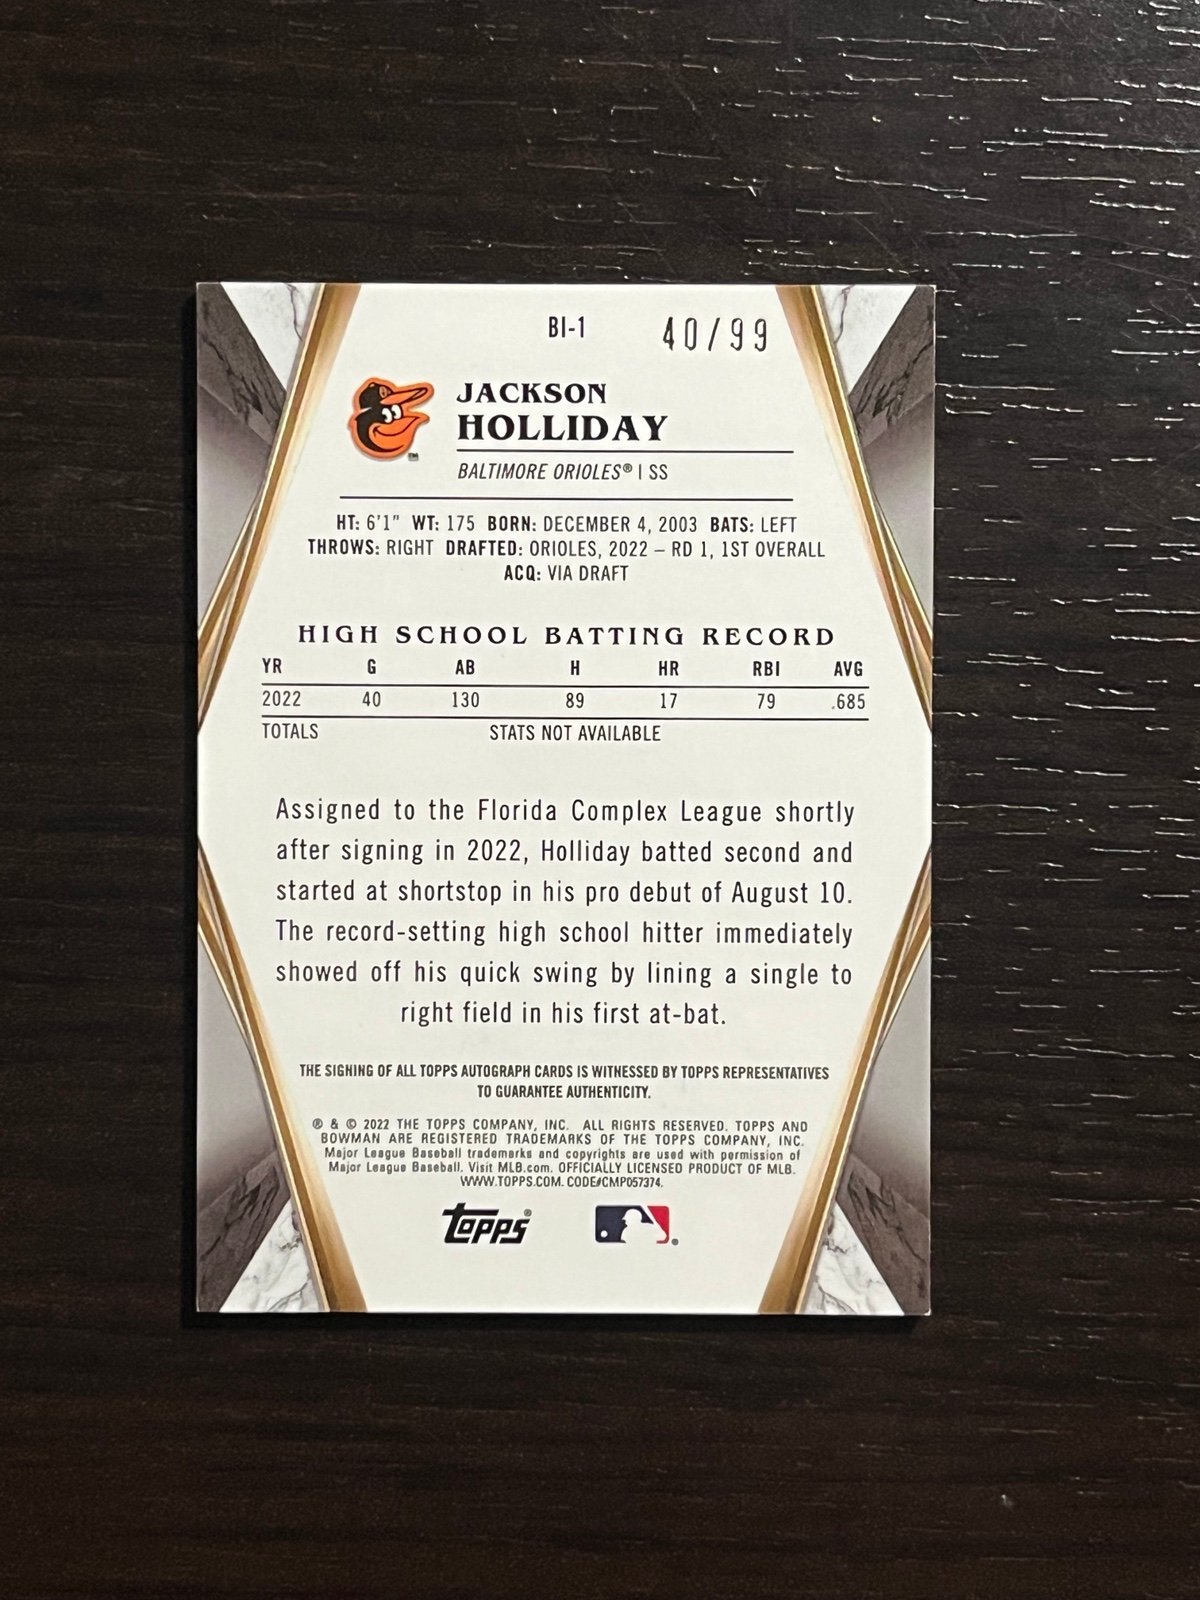 BI-1 40/99
JACKSON
HOLLIDAY
BALTIMORE ORIOLES® | SS
HT: 6'1" WT: 175 BORN: DECEMBER 4, 2003 BATS: LEFT
THROWS: RIGHT DRAFTED: ORIOLES, 2022 – RD 1, 1ST OVERALL
ACQ: VIA DRAFT
HIGH SCHOOL BATTING RECORD
YR G AB H HR RBI AVG
2022 40 130 89 17 79 .685
TOTALS STATS NOT AVAILABLE
Assigned to the Florida Complex League shortly
after signing in 2022, Holliday batted second and
started at shortstop in his pro debut of August 10.
The record-setting high school hitter immediately
showed off his quick swing by lining a single to
right field in his first at-bat.
THE SIGNING OF ALL TOPPS AUTOGRAPH CARDS IS WITNESSED BY TOPPS REPRESENTATIVES
TO GUARANTEE AUTHENTICITY.
® & © 2022 THE TOPPS COMPANY, INC. ALL RIGHTS RESERVED. TOPPS AND
BOWMAN ARE REGISTERED TRADEMARKS OF THE TOPPS COMPANY, INC.
Major League Baseball trademarks and copyrights are used with permission of
Major League Baseball. Visit MLB.com. OFFICIALLY LICENSED PRODUCT OF MLB.
WWW.TOPPS.COM. CODE#CMP057374.
Topps®